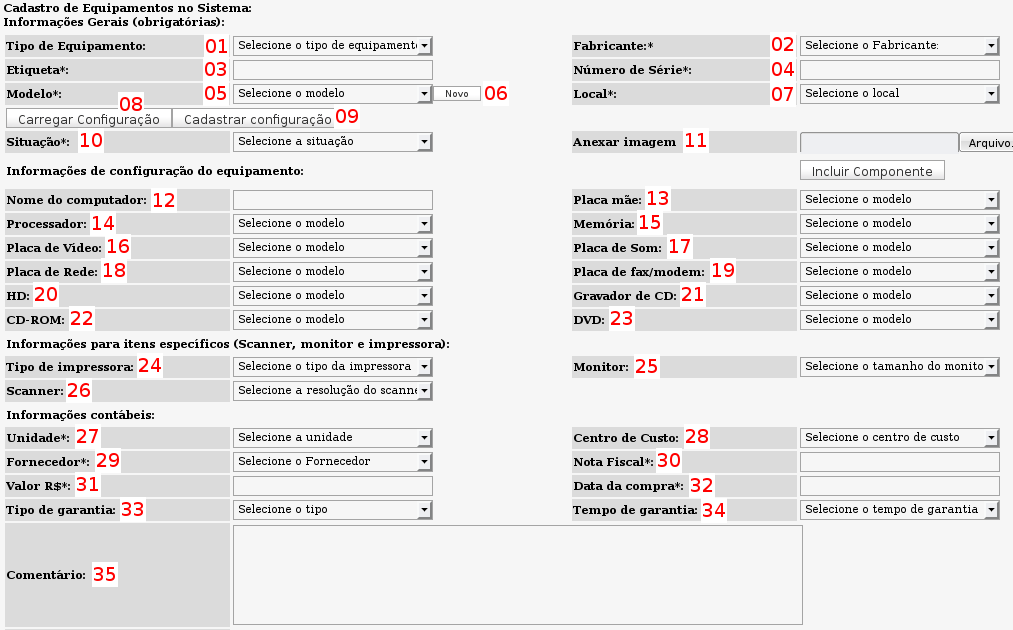 Cadastro de Equipamentos no Sistema:
Informações Gerais (obrigatórias):
Tipo de Equipamento: 01 Selecione o tipo de equipament Fabricante:* 02 Selecione o Fabricante:
Etiqueta*: 03 Número de Série*: 04
Modelo*: 05 Selecione o modelo Novo 06 Local*: 07 Selecione o local
08
Carregar Configuração Cadastrar configuração 09
Situação*: 10 Selecione a situação Anexar imagem 11 Arquivo.
Informações de configuração do equipamento: Incluir Componente
Nome do computador: 12 Placa mãe: 13 Selecione o modelo
Processador: 14 Selecione o modelo Memória: 15 Selecione o modelo
Placa de Vídeo: 16 Selecione o modelo Placa de Som: 17 Selecione o modelo
Placa de Rede: 18 Selecione o modelo Placa de fax/modem: 19 Selecione o modelo
HD: 20 Selecione o modelo Gravador de CD: 21 Selecione o modelo
CD-ROM: 22 Selecione o modelo DVD: 23 Selecione o modelo
Informações para itens específicos (Scanner, monitor e impressora):
Tipo de impressora: 24 Selecione o tipo da impressora Monitor: 25 Selecione o tamanho do monito
Scanner: 26 Selecione a resolução do scanne
Informações contábeis:
Unidade*: 27 Selecione a unidade Centro de Custo: 28 Selecione o centro de custo
Fornecedor*: 29 Selecione o Fornecedor Nota Fiscal*: 30
Valor R$*: 31 Data da compra*: 32
Tipo de garantia: 33 Selecione o tipo Tempo de garantia: 34 Selecione o tempo de garantia
Comentário: 35